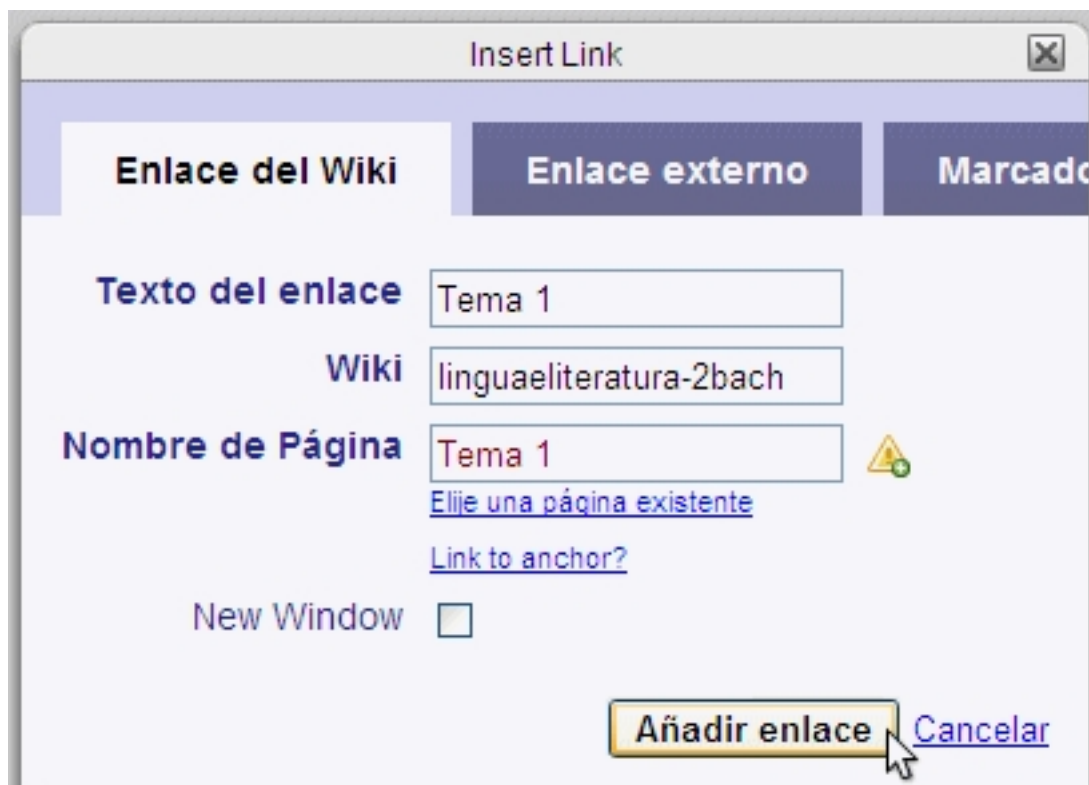 Insert Link
Enlace del Wiki Enlace externo Marcado
Texto del enlace Tema 1
Wiki linguaeliteratura-2bach
Nombre de Página Tema 1
Elije una página existente
Link to anchor?
New Window
Añadir enlace Cancelar